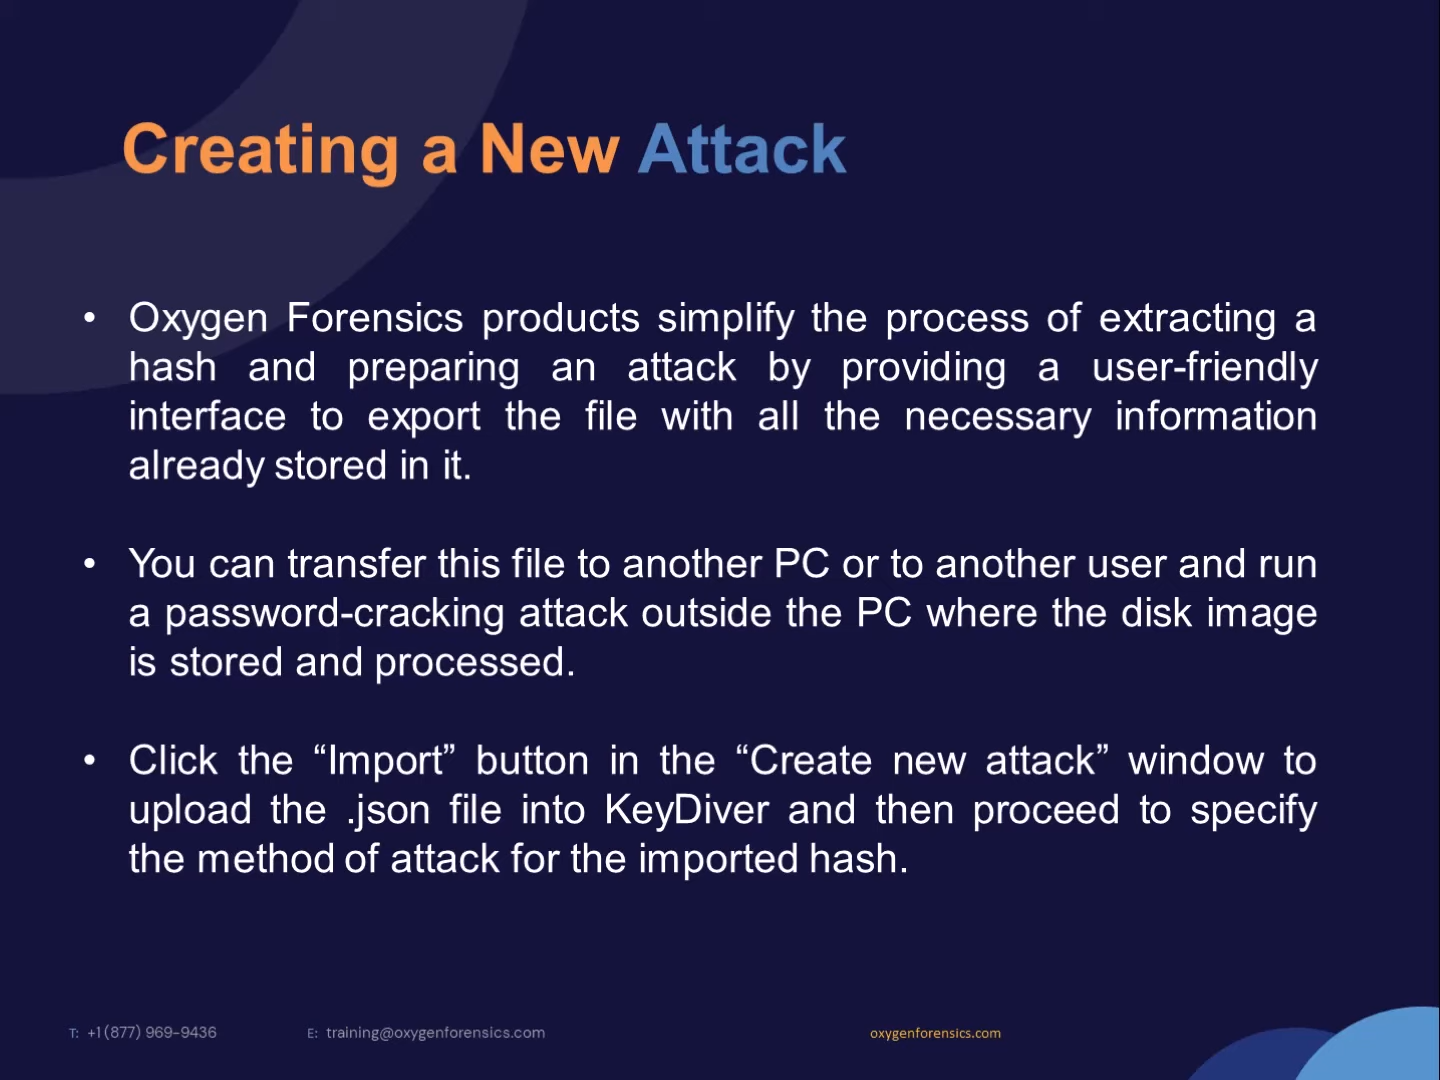 Creating a New Attack
• Oxygen Forensics products simplify the process of extracting a
hash and preparing an attack by providing a user-friendly
interface to export the file with all the necessary information
already stored in it.
• You can transfer this file to another PC or to another user and run
a password-cracking attack outside the PC where the disk image
is stored and processed.
• Click the “Import” button in the “Create new attack” window to
upload the .json file into KeyDiver and then proceed to specify
the method of attack for the imported hash.
T: +1 (877) 969-9436 E: training@oxygenforensics.com oxygenforensics.com